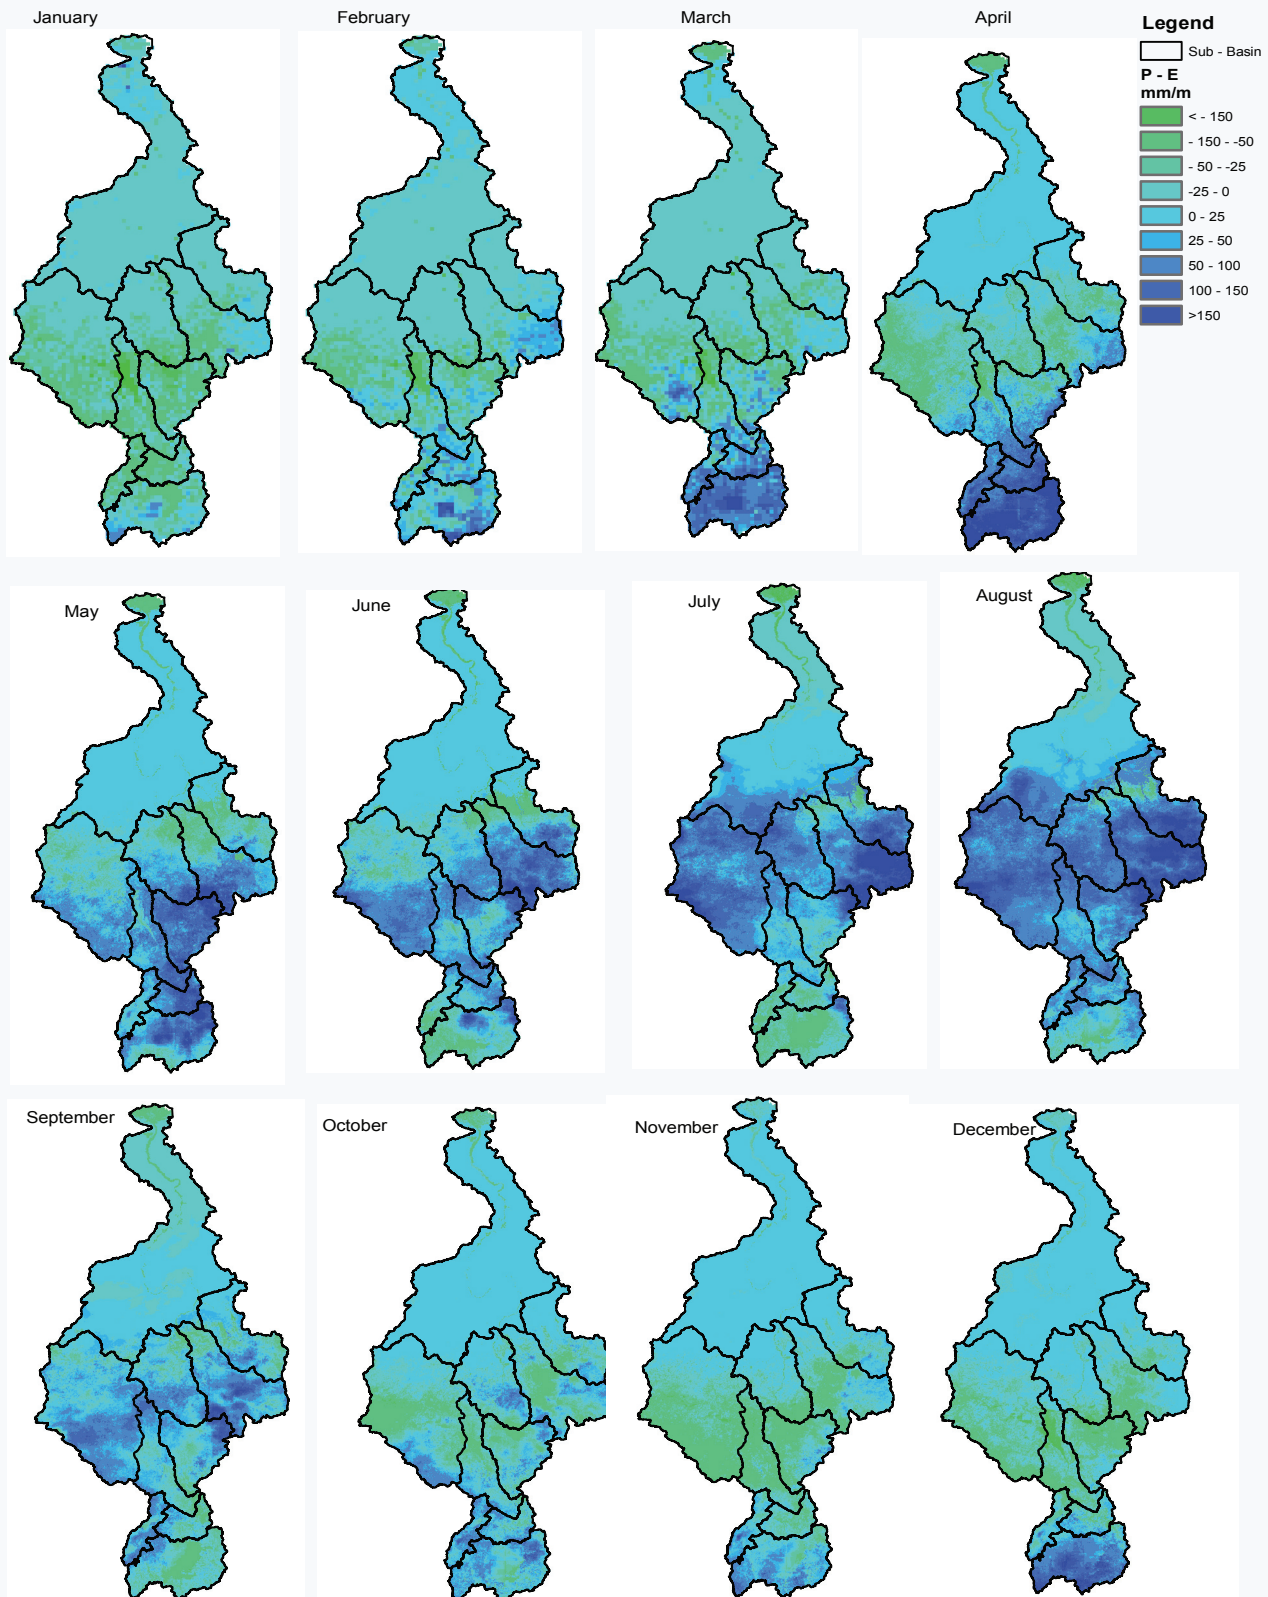 January
February
March
April
Legend
Sub - Basin
P - E
mm/m
< - 150
- 150 - -50
- 50 - -25
-25 - 0
0 - 25
25 - 50
50 - 100
100 - 150
>150
May
June
July
August
September
October
November
December